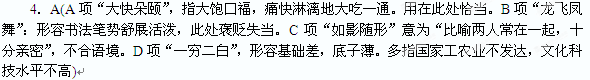 4. A(A 项“大快朵颐”，指大饱口福，痛快淋漓地大吃一通。用在此处恰当。B 项“龙飞凤
舞”：形容书法笔势舒展活泼，此处褒贬失当。C 项“如影随形”意为“比喻两人常在一起，十
分亲密”，不合语境。D 项“一穷二白”，形容基础差，底子薄。多指国家工农业不发达，文化科
技水平不高)